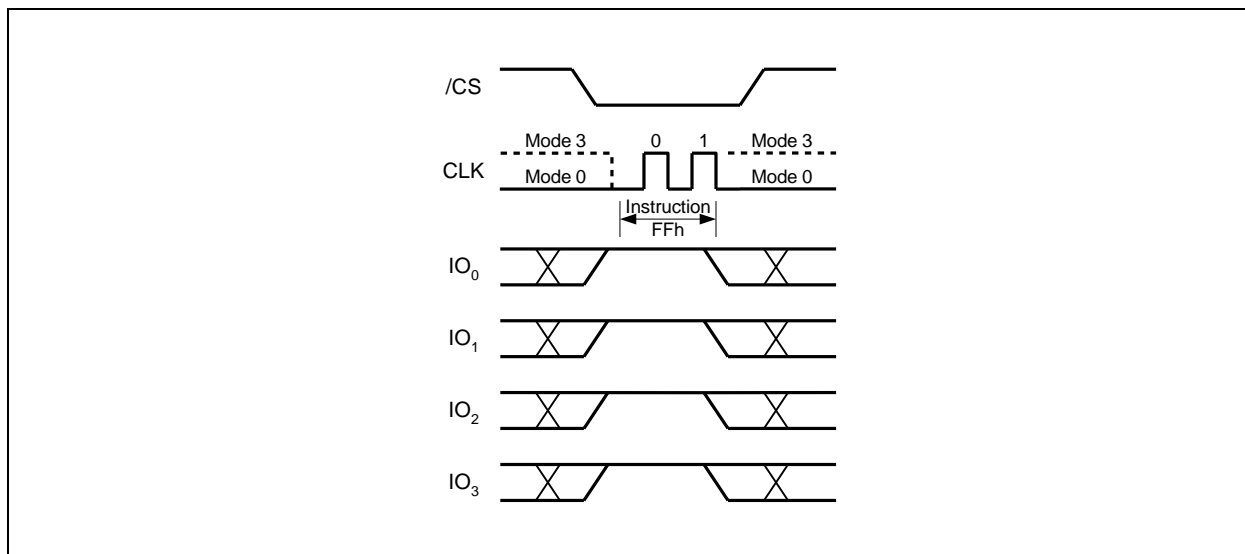 /CS
Mode 3 0 1 Mode 3
CLK
Mode 0 Mode 0
Instruction
FFh
IO0
IO1
IO2
IO3